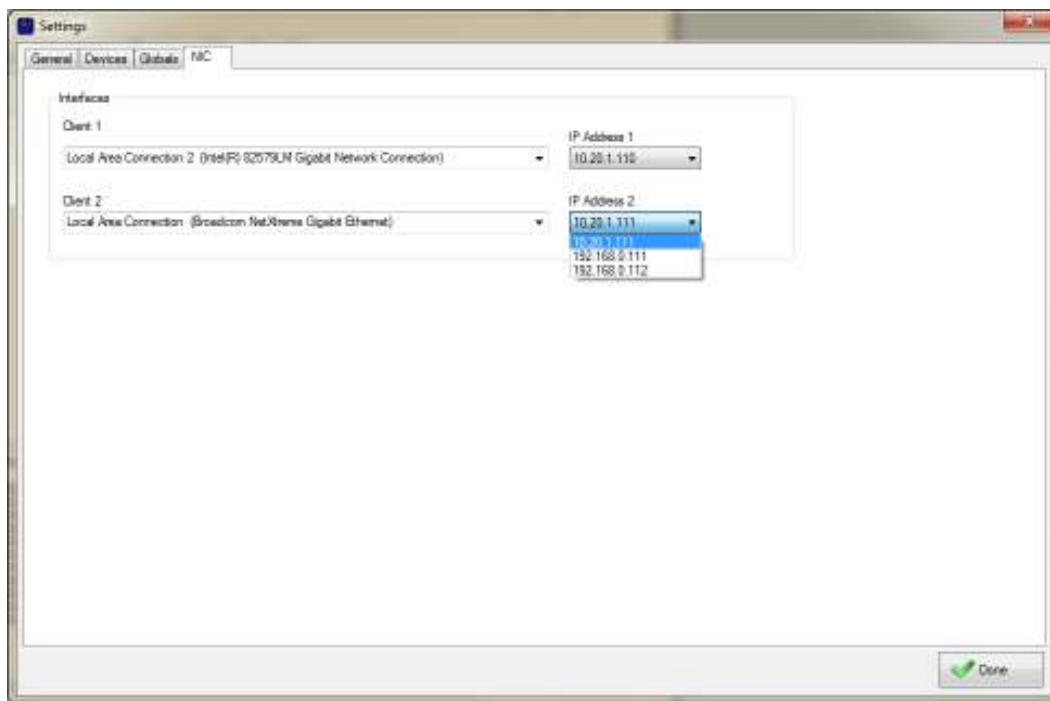 Settings
General Devices Globals NIC
Interfaces
Client 1
IP Address 1
Local Area Connection 2 (Intel(R) 82579LM Gigabit Network Connection)
10.20.1.110
Client 2
IP Address 2
Local Area Connection (Broadcom NetXtreme Gigabit Ethernet)
10.20.1.111
10.20.1.111
192.168.0.111
192.168.0.112
Done